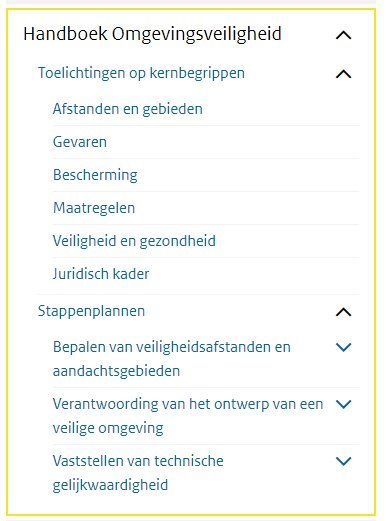 Handboek Omgevingsveiligheid
Toelichtingen op kernbegrippen
Afstanden en gebieden
Gevaren
Bescherming
Maatregelen
Veiligheid en gezondheid
Juridisch kader
Stappenplannen
Bepalen van veiligheidsafstanden en
aandachtsgebieden
Verantwoording van het ontwerp van een
veilige omgeving
Vaststellen van technische
gelijkwaardigheid